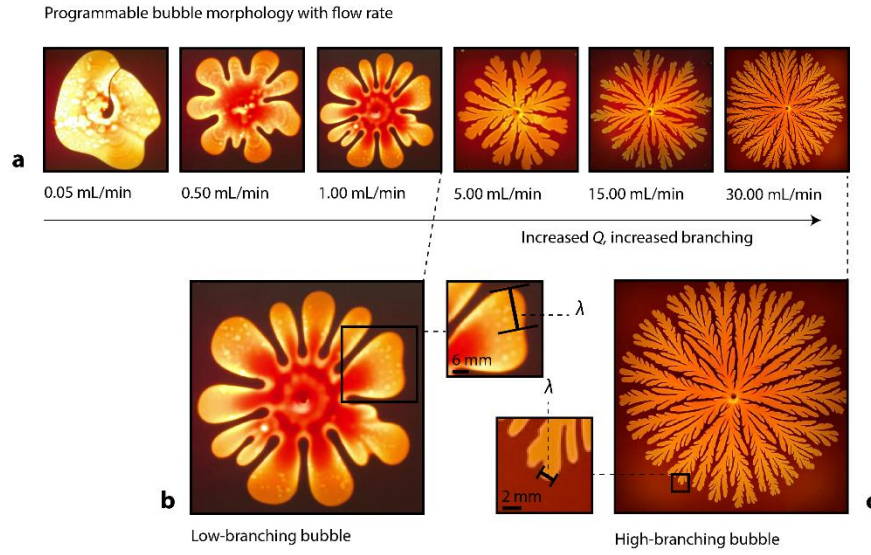 Programmable bubble morphology with flow rate
a
0.05 mL/min 0.50 mL/min 1.00 mL/min 5.00 mL/min 15.00 mL/min 30.00 mL/min
Increased Q, increased branching
λ
6 mm
λ
2 mm
b
c
Low-branching bubble
High-branching bubble